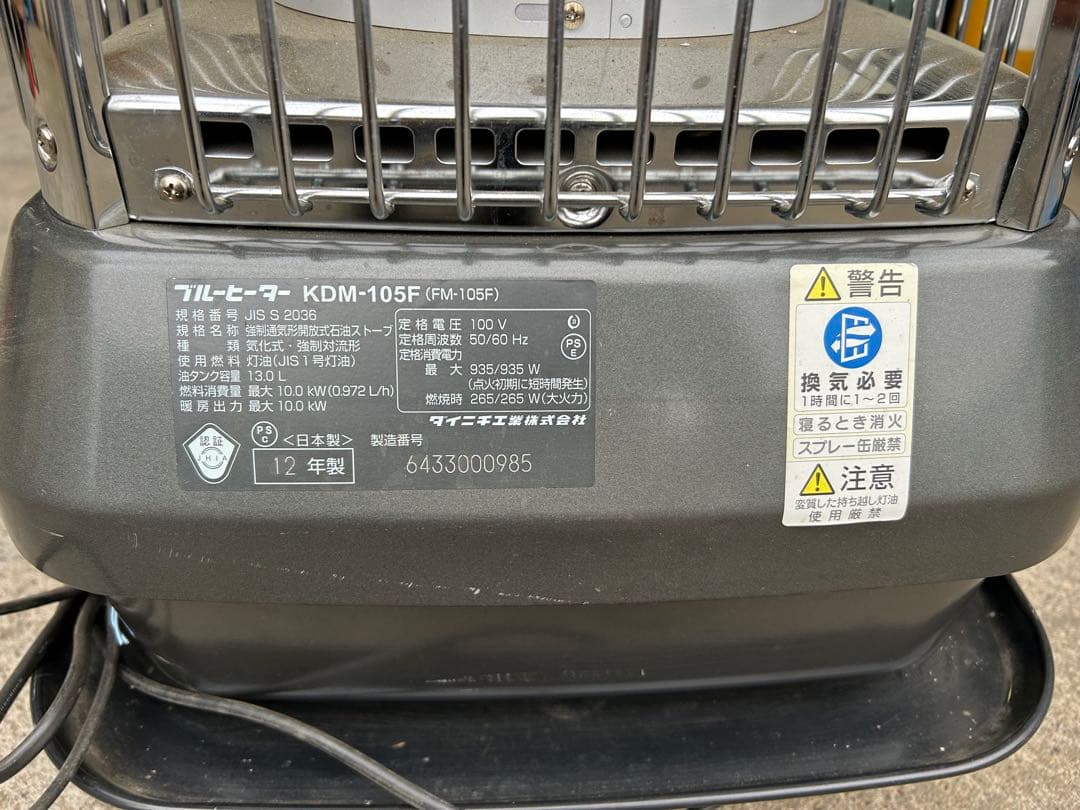 ブルーヒーター KDM-105F (FM-105F)
規格番号 JIS S 2036
規格名称 強制通気形開放式石油ストーブ
種類 気化式・強制対流形
使用燃料 灯油(JIS1号灯油)
油タンク容量 13.0 L
燃料消費量 最大 10.0 kW(0.972 L/h)
暖房出力 最大 10.0 kW
定格電圧 100 V
定格周波数 50/60 Hz
定格消費電力
最大 935/935 W
(点火初期に短時間発生)
燃焼時 265/265 W(大火力)
PS
E
ダイニチ工業株式会社
認証
JHIA
PS
C
<日本製>
製造番号
12 年製
6433000985
警告
換気必要
1時間に1〜2回
寝るとき消火
スプレー缶厳禁
注意
変質した持ち越し灯油
使用厳禁